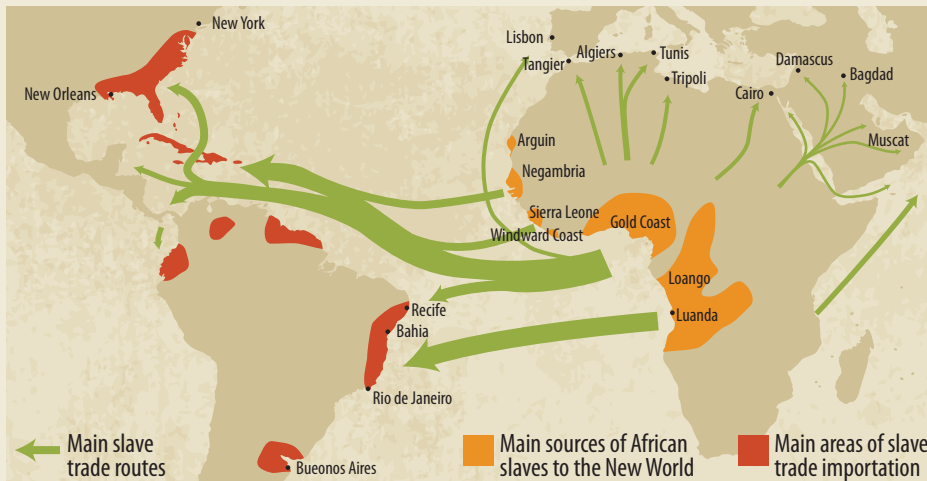 New York
Lisbon
Algiers
Tunis
Tangier
Tripoli
Damascus
Bagdad
Cairo
New Orleans
Muscat
Arguin
Negambria
Sierra Leone
Gold Coast
Windward Coast
Loango
Luanda
Recife
Bahia
Rio de Janeiro
Bueonos Aires
Main slave
trade routes
Main sources of African
slaves to the New World
Main areas of slave
trade importation